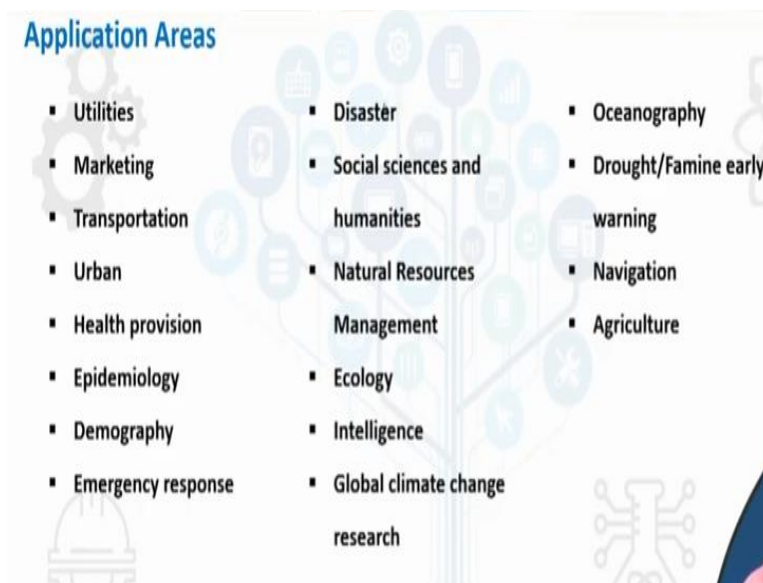 Application Areas
▪ Utilities
▪ Marketing
▪ Transportation
▪ Urban
▪ Health provision
▪ Epidemiology
▪ Demography
▪ Emergency response
▪ Disaster
▪ Social sciences and
humanities
▪ Natural Resources
Management
▪ Ecology
▪ Intelligence
▪ Global climate change
research
▪ Oceanography
▪ Drought/Famine early
warning
▪ Navigation
▪ Agriculture